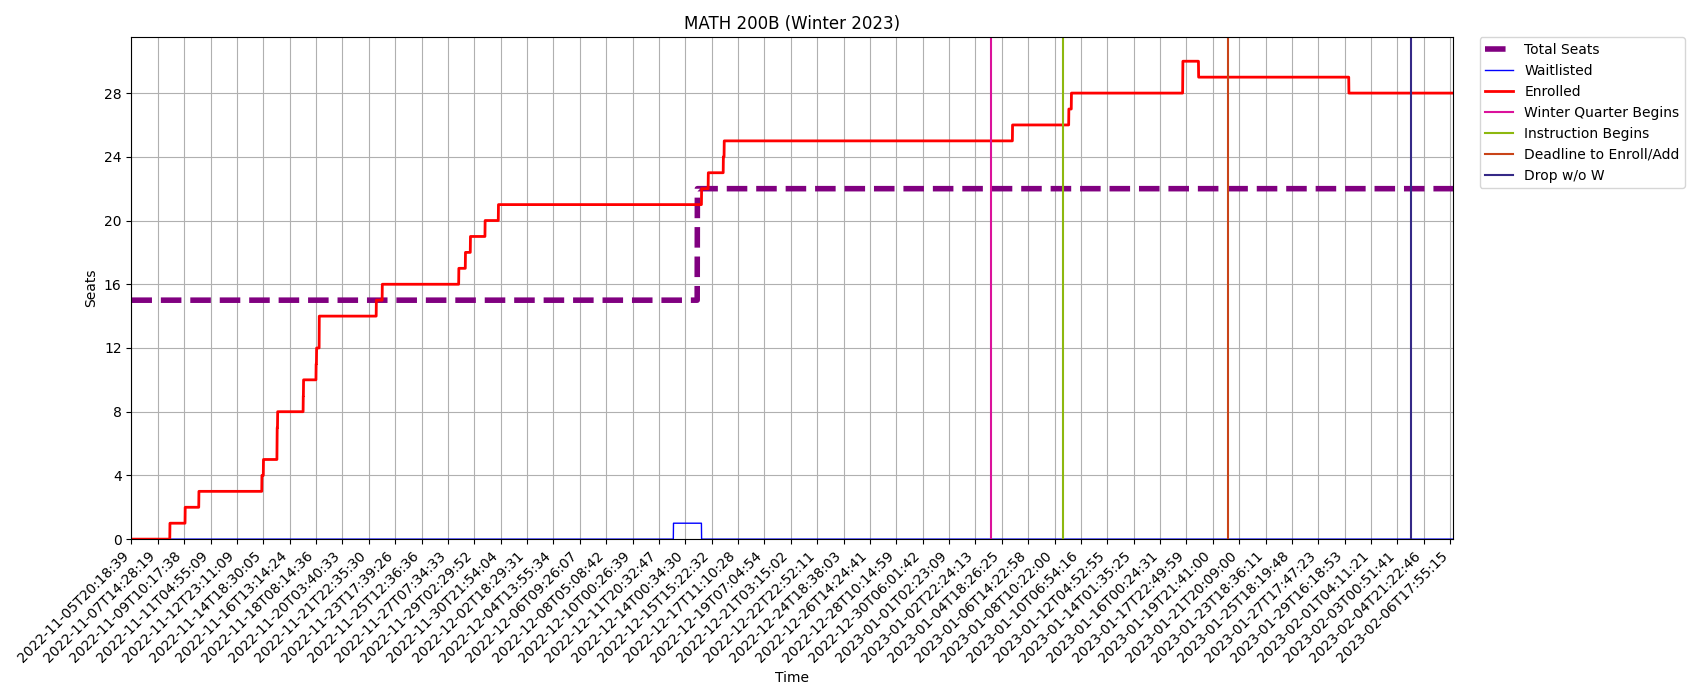 MATH 200B (Winter 2023)
Total Seats
Waitlisted
Enrolled
Winter Quarter Begins
Instruction Begins
Deadline to Enroll/Add
Drop w/o W
Seats
28
24
20
16
12
8
4
0
2022-11-05T20:18:39
2022-11-07T14:28:19
2022-11-09T10:17:38
2022-11-11T04:55:09
2022-11-12T23:11:09
2022-11-14T18:30:05
2022-11-16T13:14:24
2022-11-18T08:14:36
2022-11-20T03:40:33
2022-11-21T22:35:30
2022-11-23T17:39:26
2022-11-25T12:36:36
2022-11-27T07:34:33
2022-11-29T02:29:52
2022-11-30T21:54:04
2022-12-02T18:29:31
2022-12-04T13:55:34
2022-12-06T09:26:07
2022-12-08T05:08:42
2022-12-10T00:26:39
2022-12-11T20:32:47
2022-12-14T00:34:30
2022-12-15T15:22:32
2022-12-17T11:10:28
2022-12-19T07:04:54
2022-12-21T03:15:02
2022-12-22T22:52:11
2022-12-24T18:38:03
2022-12-26T14:24:41
2022-12-28T10:14:59
2022-12-30T06:01:42
2023-01-01T02:23:09
2023-01-02T22:24:13
2023-01-04T18:26:25
2023-01-06T14:22:58
2023-01-08T10:22:00
2023-01-10T06:54:16
2023-01-12T04:52:55
2023-01-14T01:35:25
2023-01-16T00:24:31
2023-01-17T22:49:59
2023-01-19T21:41:00
2023-01-21T20:09:00
2023-01-23T18:36:11
2023-01-25T18:19:48
2023-01-27T17:47:23
2023-01-29T16:18:53
2023-02-01T04:11:21
2023-02-03T00:51:41
2023-02-04T21:22:46
2023-02-06T17:55:15
Time